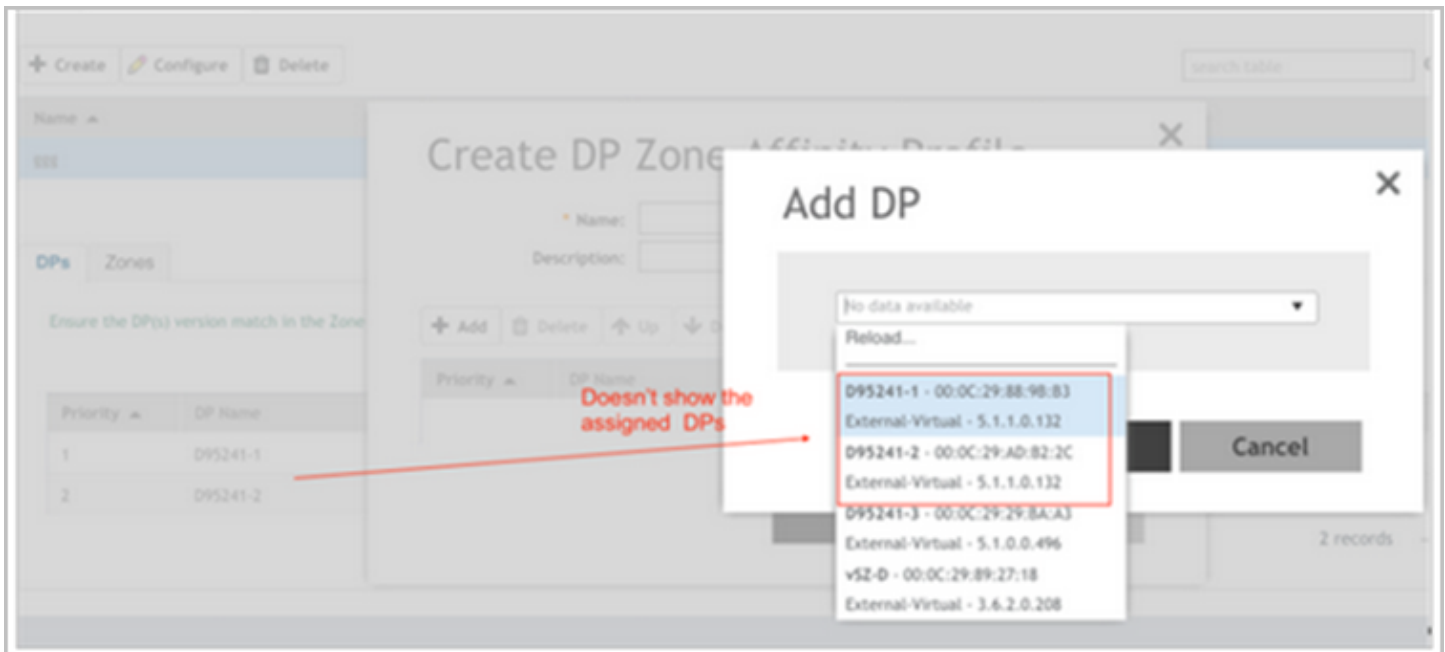 Create Configure Delete
search table
Name
Create DP Zone Affinity Profile
Add DP
* Name:
Description:
DPs Zones
Ensure the DP(s) version match in the Zone
Add Delete Up
No data available
Reload...
Priority DP Name
Doesn't show the
assigned DPs
Priority DP Name
1 D95241-1
2 D95241-2
D95241-1 - 00:0C:29:88:9B:B3
External-Virtual - 5.1.1.0.132
D95241-2 - 00:0C:29:AD:B2:2C
External-Virtual - 5.1.1.0.132
D95241-3 - 00:0C:29:29:BA:A3
External-Virtual - 5.1.0.0.496
vSZ-D - 00:0C:29:89:27:18
External-Virtual - 3.6.2.0.208
Cancel
2 records